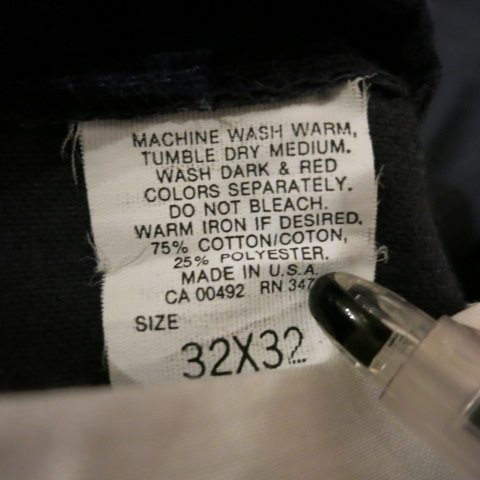 MACHINE WASH WARM,
TUMBLE DRY MEDIUM.
WASH DARK & RED
COLORS SEPARATELY.
DO NOT BLEACH.
WARM IRON IF DESIRED.
75% COTTON/COTON,
25% POLYESTER.
MADE IN U.S.A.
CA 00492 RN
SIZE
32X32